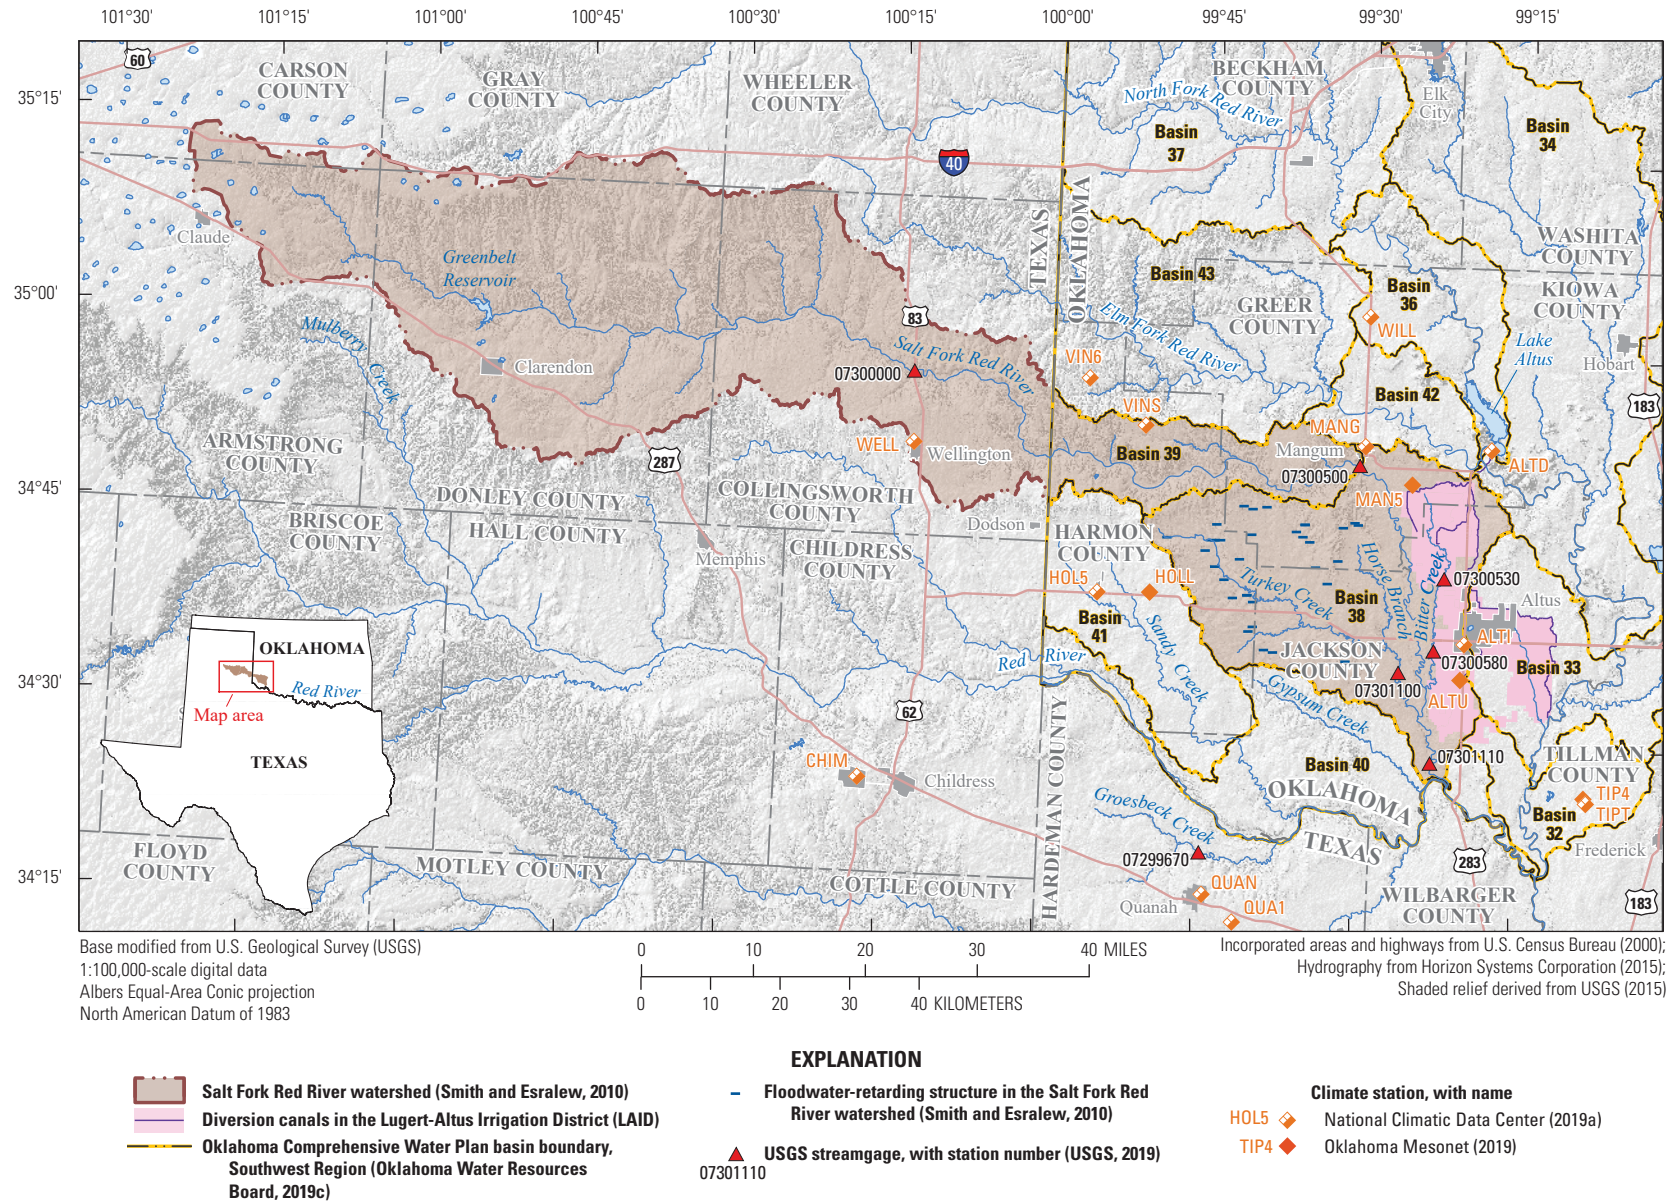 101°30'
101°15'
101°00'
100°45'
100°30'
100°15'
100°00'
99°45'
99°30'
99°15'
35°15'
35°00'
34°45'
34°30'
34°15'
60
CARSON
COUNTY
GRAY
COUNTY
WHEELER
COUNTY
BECKHAM
COUNTY
Elk
City
North Fork Red River
Basin
37
Basin
34
40
TEXAS
OKLAHOMA
WASHITA
COUNTY
KIOWA
COUNTY
Claude
Greenbelt
Reservoir
Basin 43
Basin
36
GREER
COUNTY
WILL
83
Elm Fork Red River
Lake
Altus
Hobart
Mulberry
Creek
Salt Fork Red River
VIN6
Clarendon
07300000
Basin 42
183
VINS
MANG
ARMSTRONG
COUNTY
WELL
Wellington
Basin 39
Mangum
ALTD
287
07300500
MAN5
DONLEY COUNTY
COLLINGSWORTH
COUNTY
BRISCOE
COUNTY
HALL COUNTY
Dodson
HARMON
COUNTY
Memphis
CHILDRESS
COUNTY
HOL5
HOLL
Horse Branch
Bitter Creek
07300530
Turkey Creek
Basin
38
Altus
Basin
41
Sandy Creek
ALTI
OKLAHOMA
Red River
JACKSON
COUNTY
07300580
Basin 33
Red River
07301100
ALTU
Map area
Gypsum Creek
62
TEXAS
CHIM
Childress
HARDEMAN COUNTY
Basin 40
07301110
TILLMAN
COUNTY
OKLAHOMA
TIP4
TIPT
Groesbeck Creek
Basin
32
TEXAS
Frederick
FLOYD
COUNTY
MOTLEY COUNTY
COTTLE COUNTY
07299670
283
QUAN
Quanah
QUA1
WILBARGER
COUNTY
183
Base modified from U.S. Geological Survey (USGS)
1:100,000-scale digital data
Albers Equal-Area Conic projection
North American Datum of 1983
0 10 20 30 40 MILES
0 10 20 30 40 KILOMETERS
Incorporated areas and highways from U.S. Census Bureau (2000);
Hydrography from Horizon Systems Corporation (2015);
Shaded relief derived from USGS (2015)
EXPLANATION
Salt Fork Red River watershed (Smith and Esralew, 2010)
Diversion canals in the Lugert-Altus Irrigation District (LAID)
Oklahoma Comprehensive Water Plan basin boundary,
Southwest Region (Oklahoma Water Resources
Board, 2019c)
Floodwater-retarding structure in the Salt Fork Red
River watershed (Smith and Esralew, 2010)
USGS streamgage, with station number (USGS, 2019)
07301110
Climate station, with name
HOL5 National Climatic Data Center (2019a)
TIP4 Oklahoma Mesonet (2019)